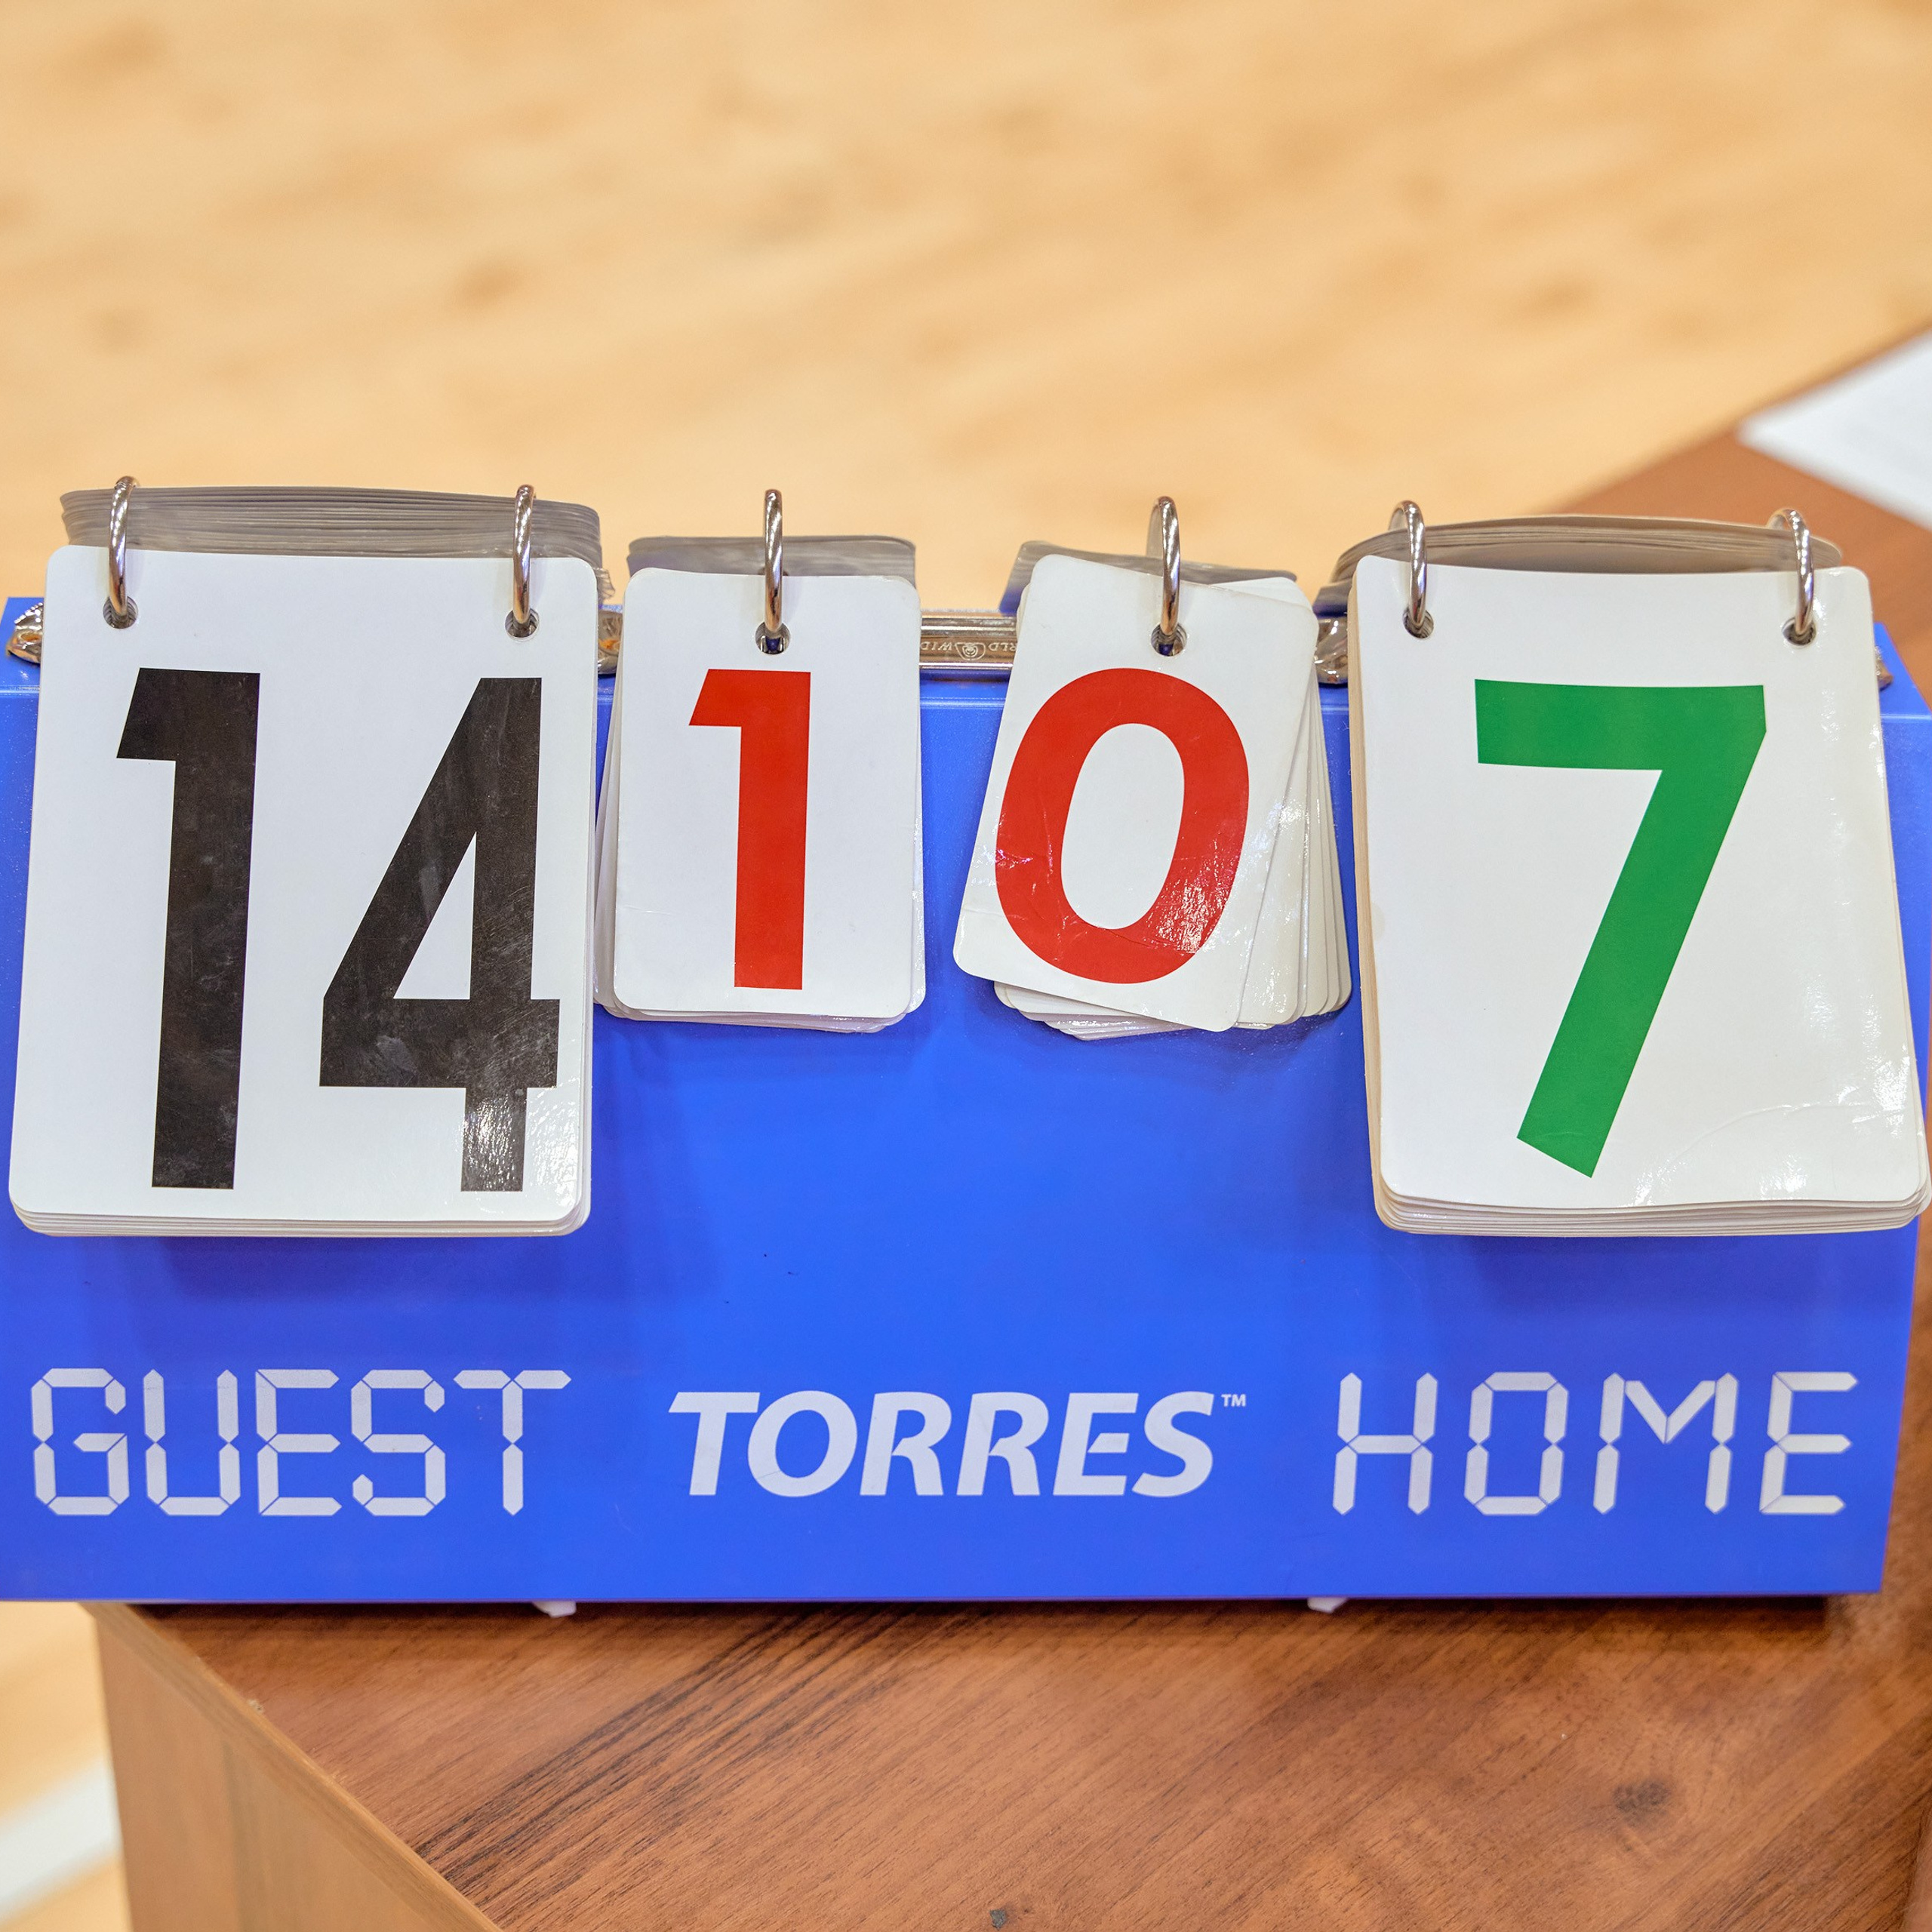 14 1 0 7
GUEST TORRES™ HOME